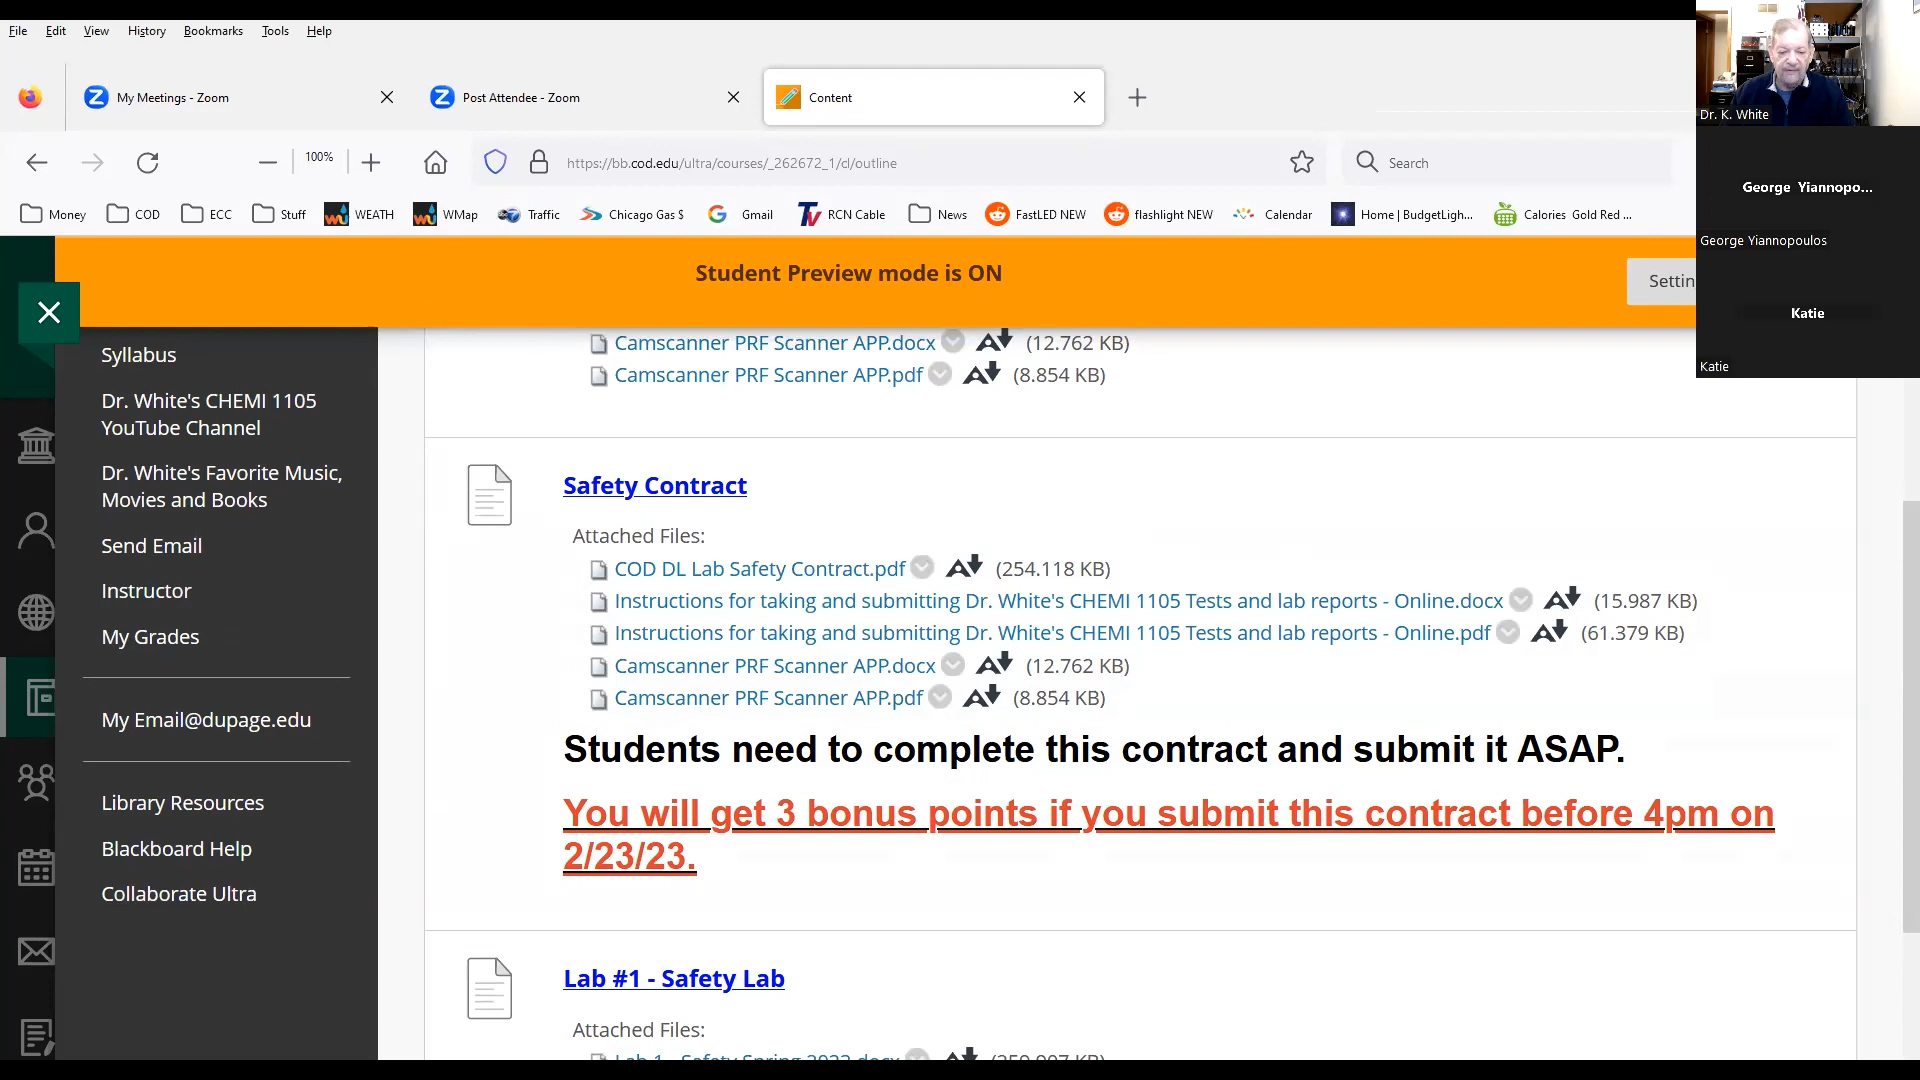 File Edit View History Bookmarks Tools Help
My Meetings - Zoom
Post Attendee - Zoom
Content
100%
https://bb.cod.edu/ultra/courses/_262672_1/cl/outline
Search
Money COD ECC Stuff WEATH WMap Traffic Chicago Gas $ Gmail RCN Cable News FastLED NEW flashlight NEW Calendar Home | BudgetLigh... Calories Gold Red ...
Dr. K. White
George Yiannopo...
George Yiannopoulos
Katie
Katie
Student Preview mode is ON
Settin
Syllabus
Dr. White's CHEMI 1105
YouTube Channel
Dr. White's Favorite Music,
Movies and Books
Send Email
Instructor
My Grades
My Email@dupage.edu
Library Resources
Blackboard Help
Collaborate Ultra
Camscanner PRF Scanner APP.docx (12.762 KB)
Camscanner PRF Scanner APP.pdf (8.854 KB)
Safety Contract
Attached Files:
COD DL Lab Safety Contract.pdf (254.118 KB)
Instructions for taking and submitting Dr. White's CHEMI 1105 Tests and lab reports - Online.docx (15.987 KB)
Instructions for taking and submitting Dr. White's CHEMI 1105 Tests and lab reports - Online.pdf (61.379 KB)
Camscanner PRF Scanner APP.docx (12.762 KB)
Camscanner PRF Scanner APP.pdf (8.854 KB)
Students need to complete this contract and submit it ASAP.
You will get 3 bonus points if you submit this contract before 4pm on
2/23/23.
Lab #1 - Safety Lab
Attached Files: